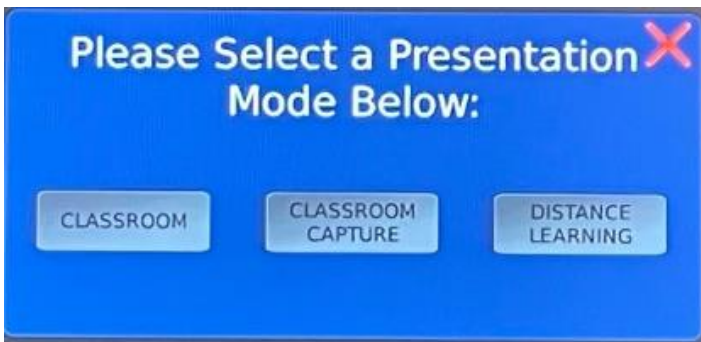 Please Select a Presentation
Mode Below:
CLASSROOM
CLASSROOM
CAPTURE
DISTANCE
LEARNING